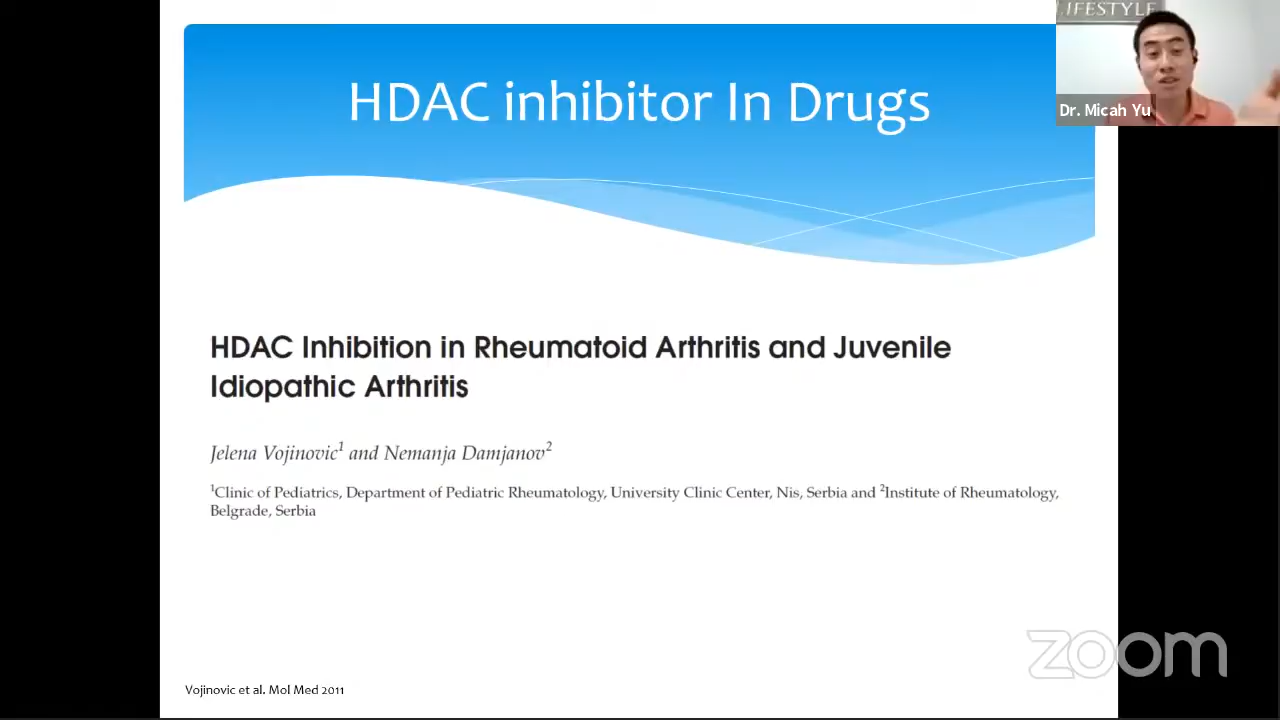 LIFESTYLE
Dr. Micah Yu
HDAC inhibitor In Drugs
HDAC Inhibition in Rheumatoid Arthritis and Juvenile
Idiopathic Arthritis
Jelena Vojinovic¹ and Nemanja Damjanov²
¹Clinic of Pediatrics, Department of Pediatric Rheumatology, University Clinic Center, Nis, Serbia and ²Institute of Rheumatology,
Belgrade, Serbia
zoom
Vojinovic et al. Mol Med 2011